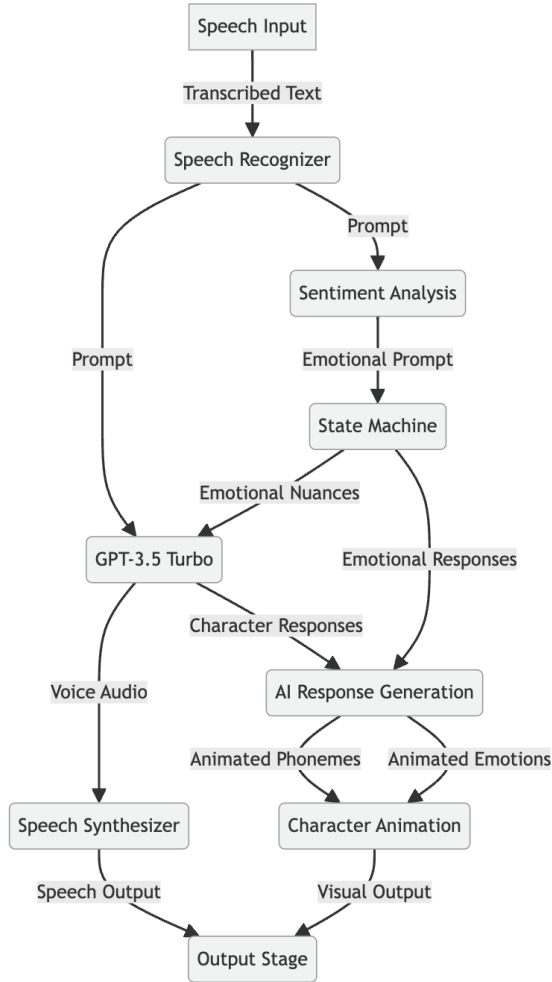 Speech Input
Transcribed Text
Speech Recognizer
Prompt
Sentiment Analysis
Prompt
Emotional Prompt
State Machine
Emotional Nuances
GPT-3.5 Turbo
Emotional Responses
Character Responses
Voice Audio
AI Response Generation
Animated Phonemes
Animated Emotions
Speech Synthesizer
Character Animation
Speech Output
Visual Output
Output Stage